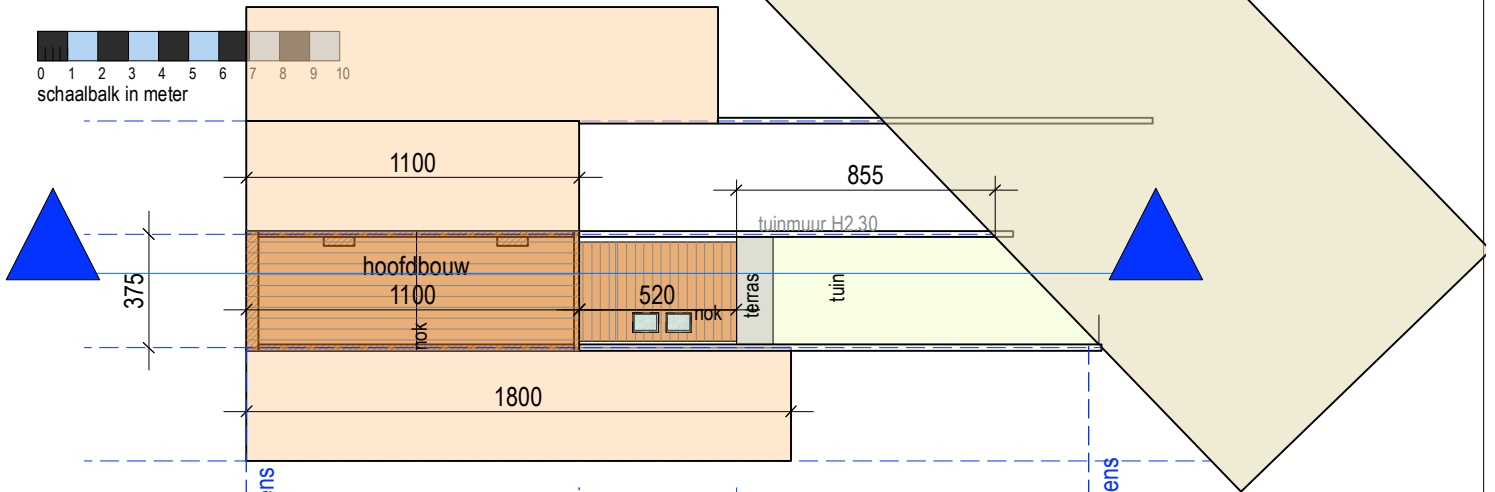 0 1 2 3 4 5 6 7 8 9 10
schaalbalk in meter
1100
855
tuinmuur H2.30
hoofdbouw
375
1100
520
nok
nok
terras
tuin
1800
ens
ens